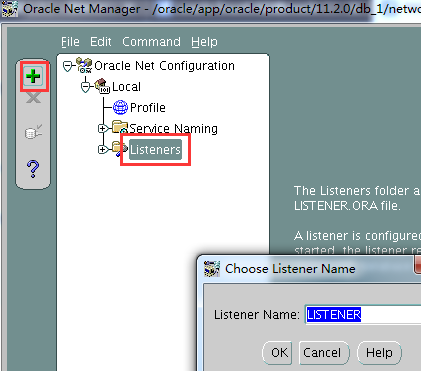 Oracle Net Manager - /oracle/app/oracle/product/11.2.0/db_1/netwo
File Edit Command Help
Oracle Net Configuration
Local
Profile
Service Naming
Listeners
The Listeners folder a
LISTENER.ORA file.
A listener is configured
started, the listener re
Choose Listener Name
Listener Name: LISTENER
OK Cancel Help